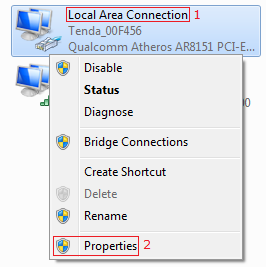 Local Area Connection 1
Tenda_00F456
Qualcomm Atheros AR8151 PCI-E...
Disable
Status
Diagnose
Bridge Connections
Create Shortcut
Delete
Rename
Properties 2